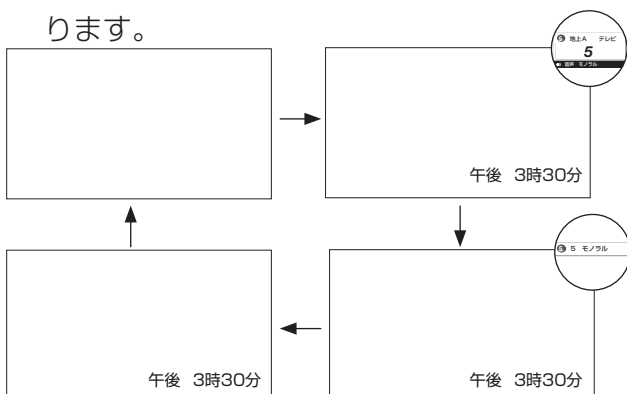 ります。
地上A テレビ
5
音声 モノラル
午後 3時30分
5 モノラル
午後 3時30分
午後 3時30分